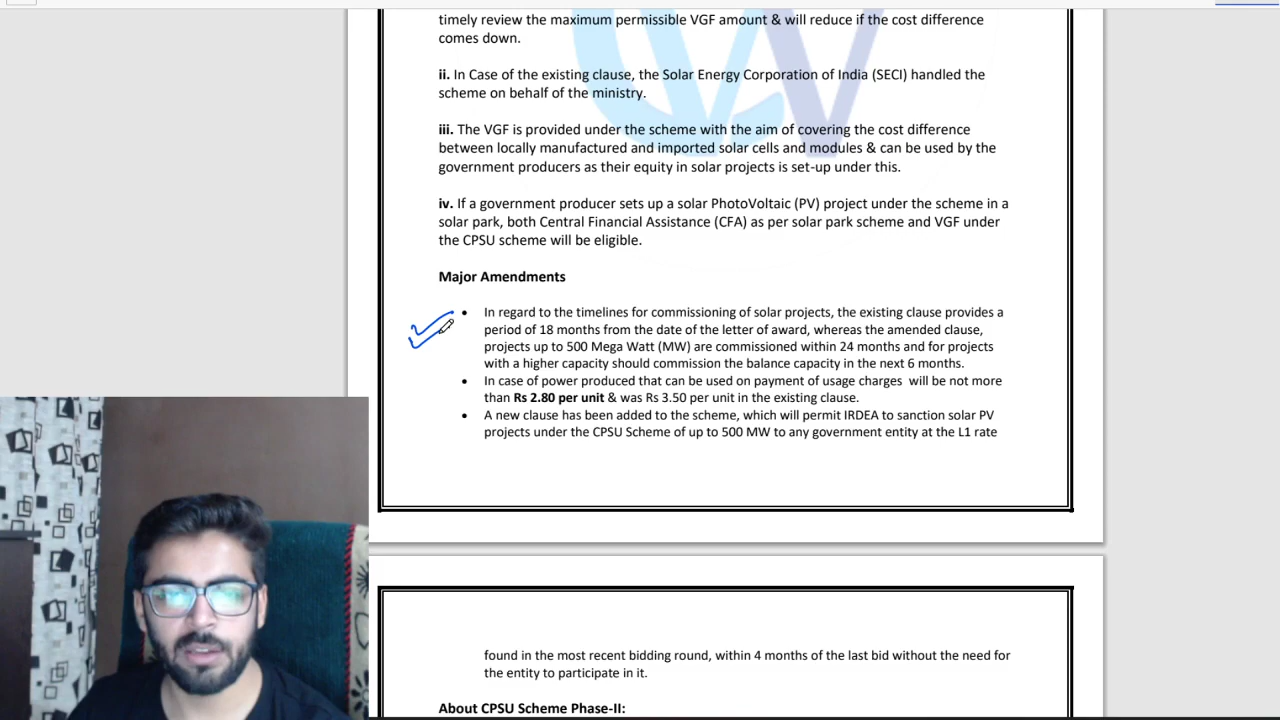 timely review the maximum permissible VGF amount & will reduce if the cost difference
comes down.
ii. In Case of the existing clause, the Solar Energy Corporation of India (SECI) handled the
scheme on behalf of the ministry.
iii. The VGF is provided under the scheme with the aim of covering the cost difference
between locally manufactured and imported solar cells and modules & can be used by the
government producers as their equity in solar projects is set-up under this.
iv. If a government producer sets up a solar PhotoVoltaic (PV) project under the scheme in a
solar park, both Central Financial Assistance (CFA) as per solar park scheme and VGF under
the CPSU scheme will be eligible.
Major Amendments
• In regard to the timelines for commissioning of solar projects, the existing clause provides a
period of 18 months from the date of the letter of award, whereas the amended clause,
projects up to 500 Mega Watt (MW) are commissioned within 24 months and for projects
with a higher capacity should commission the balance capacity in the next 6 months.
• In case of power produced that can be used on payment of usage charges will be not more
than Rs 2.80 per unit & was Rs 3.50 per unit in the existing clause.
• A new clause has been added to the scheme, which will permit IRDEA to sanction solar PV
projects under the CPSU Scheme of up to 500 MW to any government entity at the L1 rate
found in the most recent bidding round, within 4 months of the last bid without the need for
the entity to participate in it.
About CPSU Scheme Phase-II: